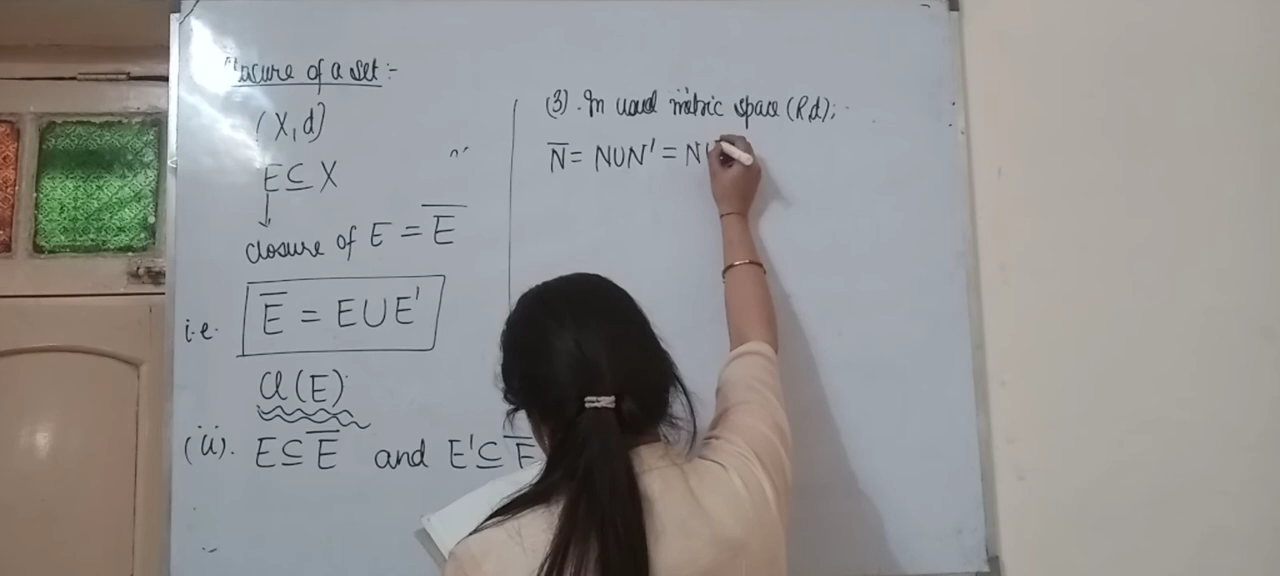 Closure of a set :-
(X, d)
E ⊆ X
↓
closure of E = E̅
i.e. E̅ = E ∪ E'
cl(E)
(ii). E ⊆ E̅ and E' ⊆ E̅
(3). In usual metric space (R,d);
N̅ = N ∪ N' = N